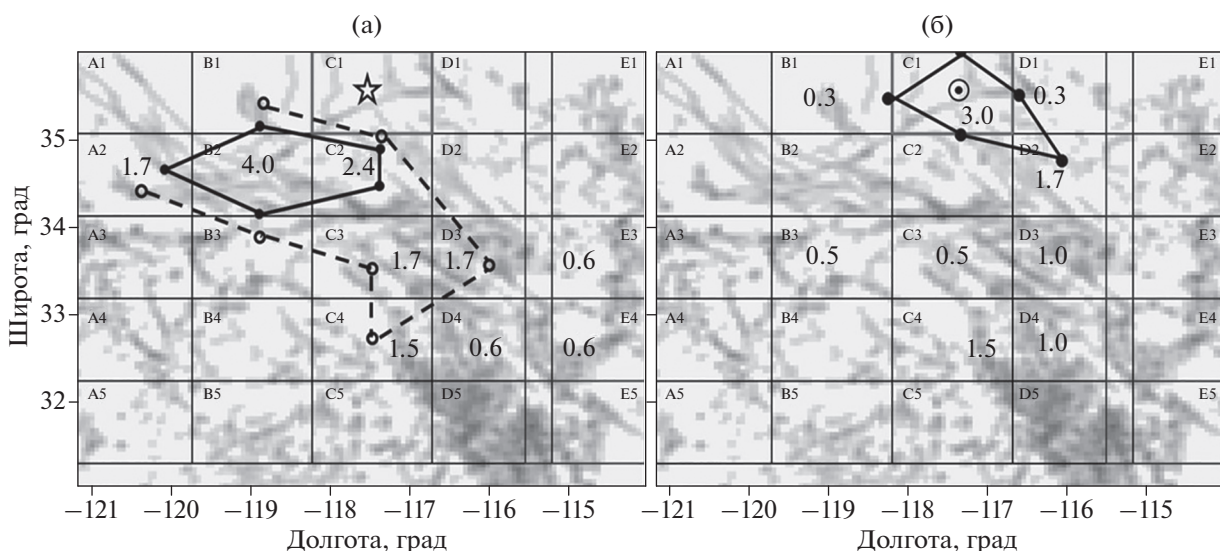 (а) (б)
A1 B1 C1 D1 E1 A1 B1 C1 D1 E1
0.3 3.0 0.3
35 35
A2 B2 C2 D2 E2 A2 B2 C2 D2 E2
1.7 4.0 2.4 1.7
34 34
A3 B3 C3 D3 E3 A3 B3 C3 D3 E3
1.7 1.7 0.6 0.5 0.5 1.0
33 33
A4 B4 C4 D4 E4 A4 B4 C4 D4 E4
1.5 0.6 0.6 1.5 1.0
32
A5 B5 C5 D5 E5 A5 B5 C5 D5 E5
Широта, град
–121 –120 –119 –118 –117 –116 –115 –121 –120 –119 –118 –117 –116 –115
Долгота, град Долгота, град